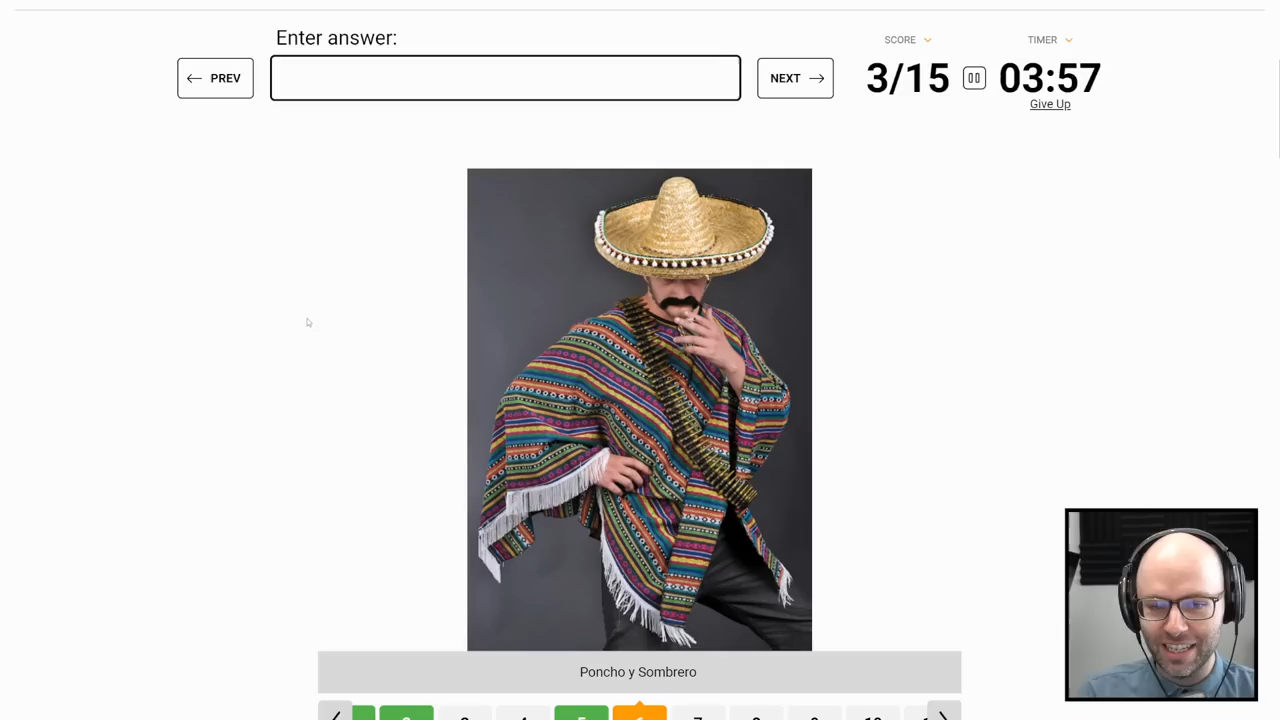 Enter answer:
SCORE
TIMER
← PREV
NEXT →
3/15
03:57
Give Up
Poncho y Sombrero